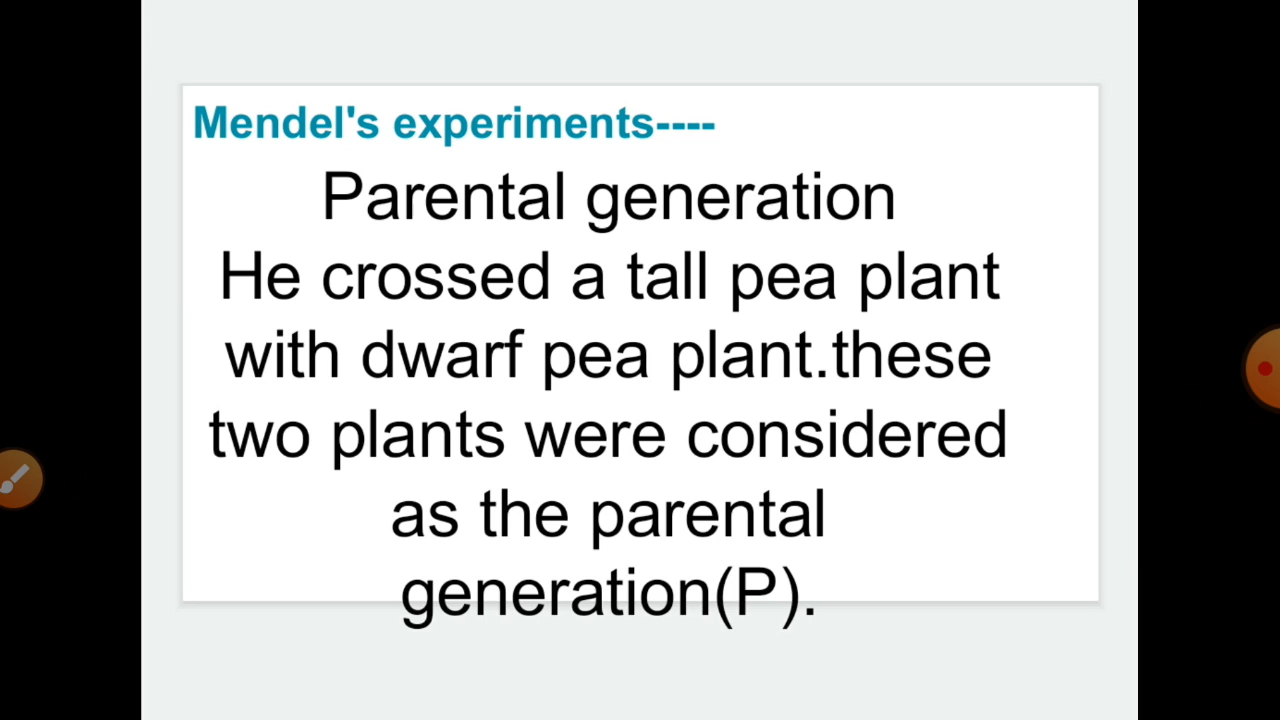 Mendel's experiments----
Parental generation
He crossed a tall pea plant
with dwarf pea plant.these
two plants were considered
as the parental
generation(P).